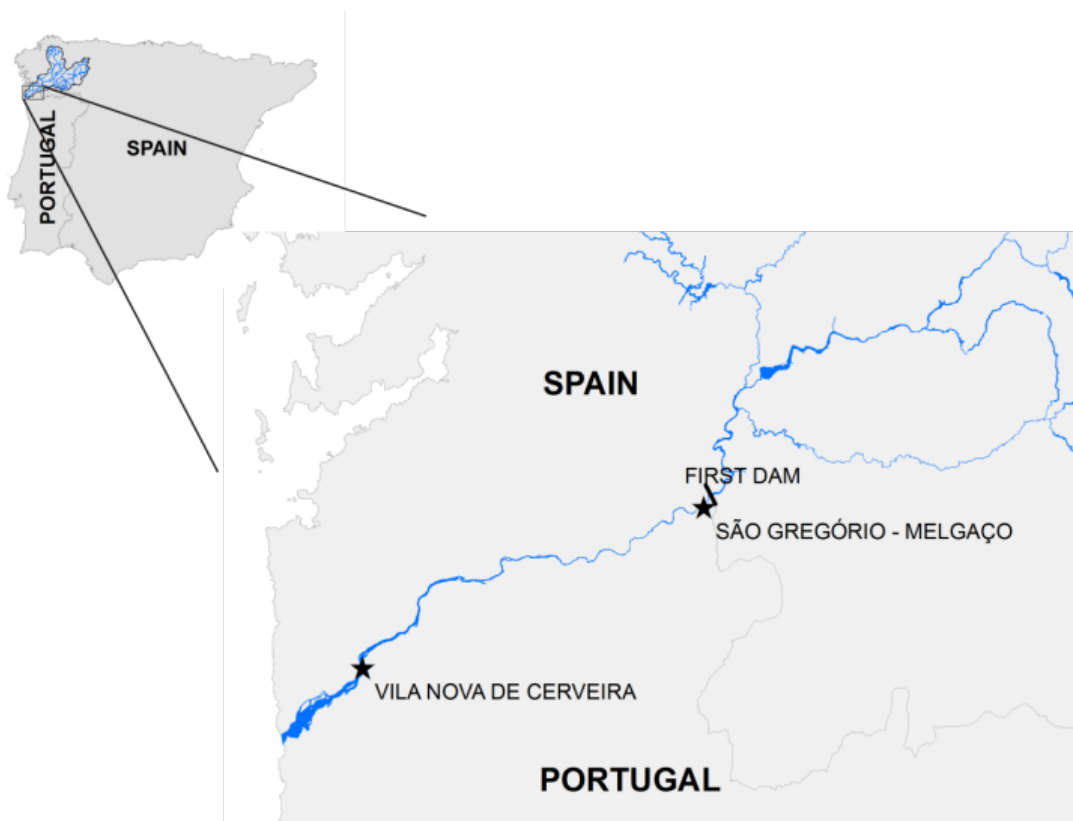 PORTUGAL
SPAIN
SPAIN
FIRST DAM
SÃO GREGÓRIO - MELGAÇO
VILA NOVA DE CERVEIRA
PORTUGAL